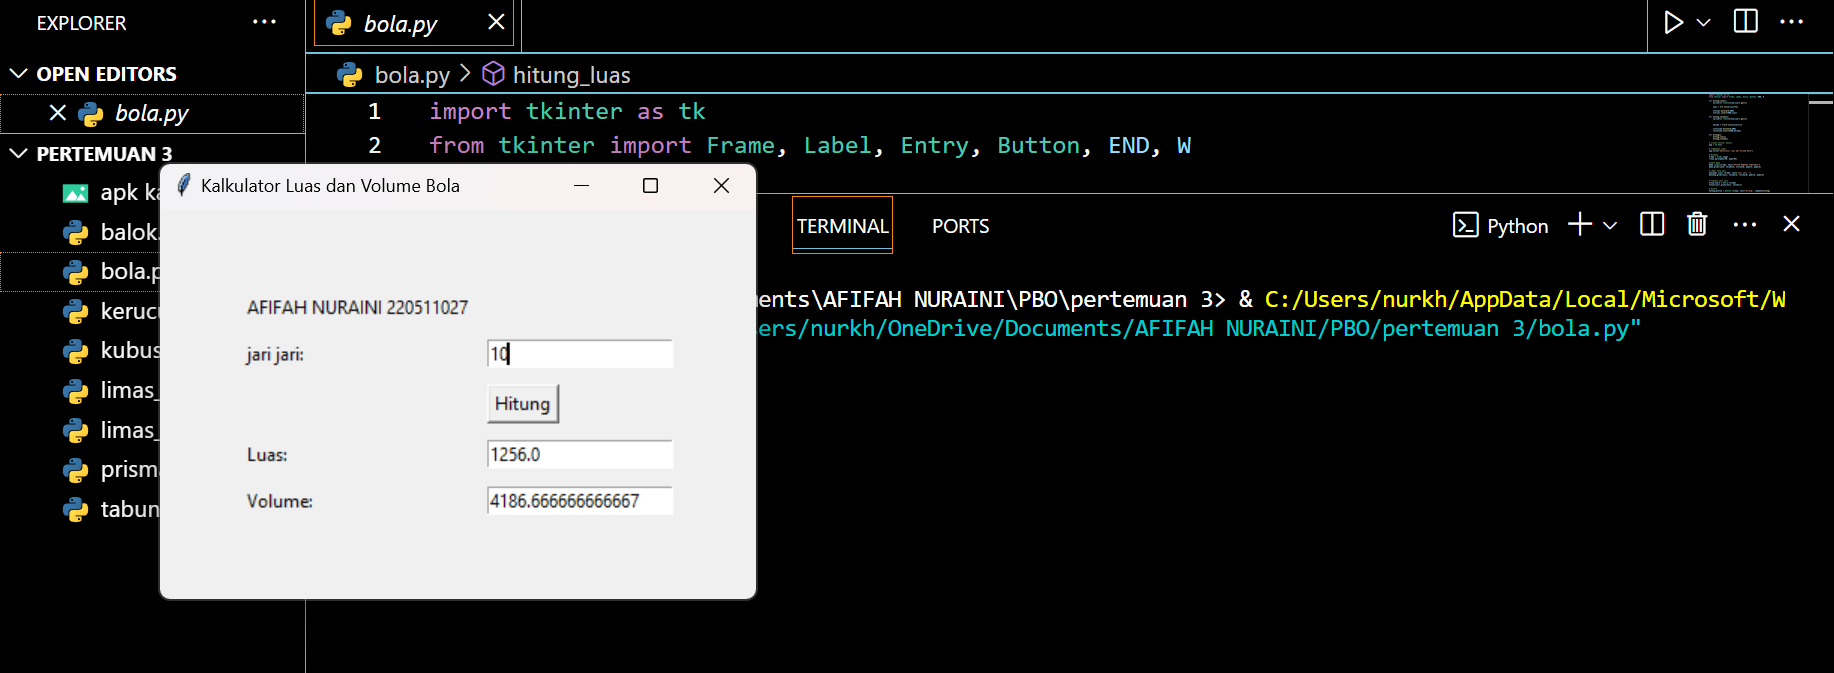 EXPLORER
OPEN EDITORS
bola.py
PERTEMUAN 3
apk
balok.
bola.p
keruc
kubus
limas_
limas_
prism
tabun
bola.py
bola.py > hitung_luas
1 import tkinter as tk
2 from tkinter import Frame, Label, Entry, Button, END, W
TERMINAL PORTS
Python
ents\AFIFAH NURAINI\PBO\pertemuan 3> & C:/Users/nurkh/AppData/Local/Microsoft/W
ers/nurkh/OneDrive/Documents/AFIFAH NURAINI/PBO/pertemuan 3/bola.py"
Kalkulator Luas dan Volume Bola
AFIFAH NURAINI 220511027
jari jari: 10
Hitung
Luas: 1256.0
Volume: 4186.666666666667